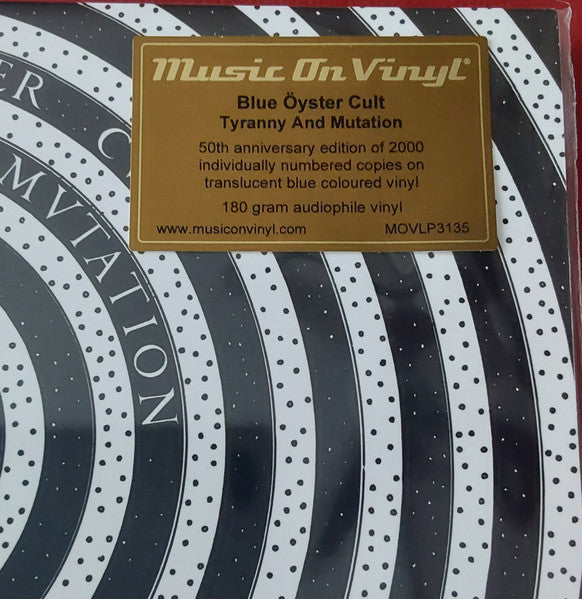 Music On Vinyl®
Blue Öyster Cult
Tyranny And Mutation
50th anniversary edition of 2000
individually numbered copies on
translucent blue coloured vinyl
180 gram audiophile vinyl
www.musiconvinyl.com MOVLP3135
ER C
MVTATION